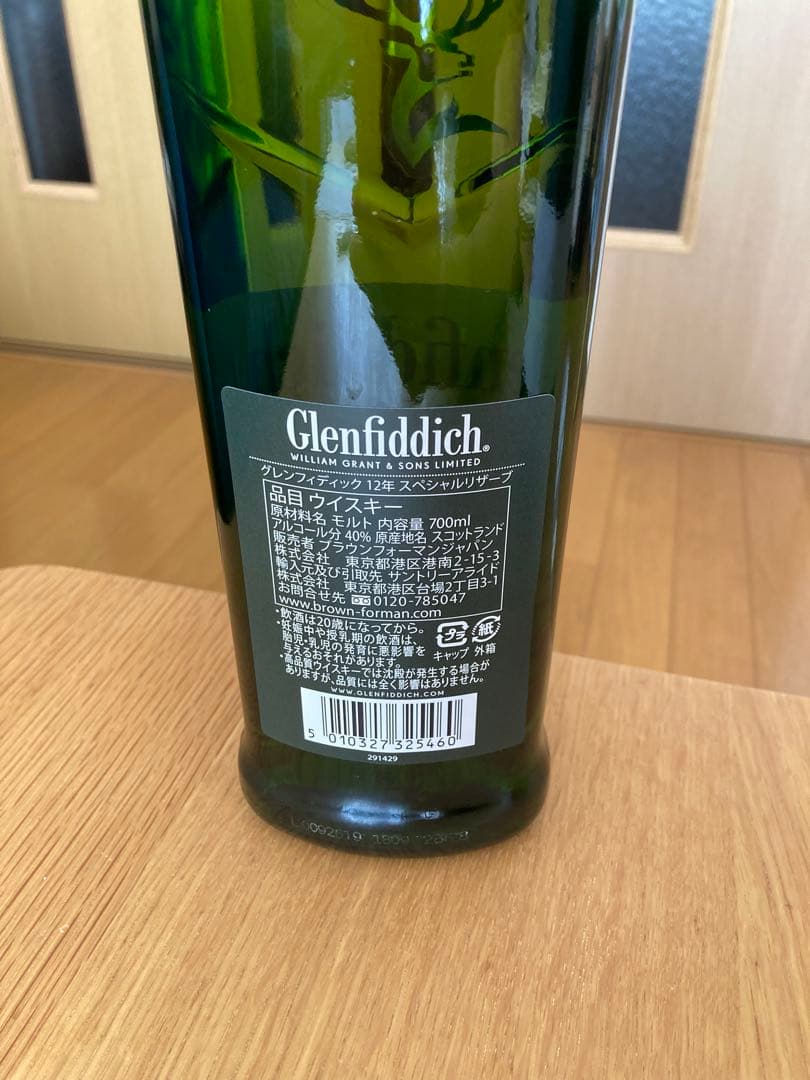 Glenfiddich®
WILLIAM GRANT & SONS LIMITED
グレンフィディック 12年 スペシャルリザーブ
品目 ウイスキー
原材料名 モルト 内容量 700ml
アルコール分 40% 原産地名 スコットランド
販売者 ブラウンフォーマンジャパン
株式会社 東京都港区港南2-15-3
輸入元及び引取先 サントリーアライド
株式会社 東京都港区台場2丁目3-1
お問合せ先 0120-785047
www.brown-forman.com
・飲酒は20歳になってから。
・妊娠中や授乳期の飲酒は、
胎児・乳児の発育に悪影響を
与えるおそれがあります。
プラ 紙
キャップ 外箱
・高品質ウイスキーでは沈殿が発生する場合が
ありますが、品質には全く影響はありません。
WWW.GLENFIDDICH.COM
5 010327 325460
291429